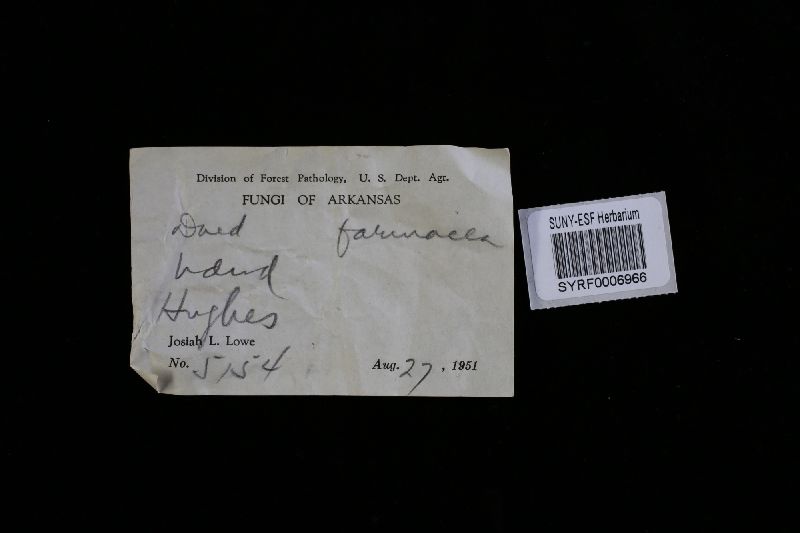 Division of Forest Pathology, U. S. Dept. Agr.
FUNGI OF ARKANSAS
farinacea
Hughes
Josiah L. Lowe
No. 5154 Aug. 27, 1951
SUNY-ESF Herbarium
SYRF0006966